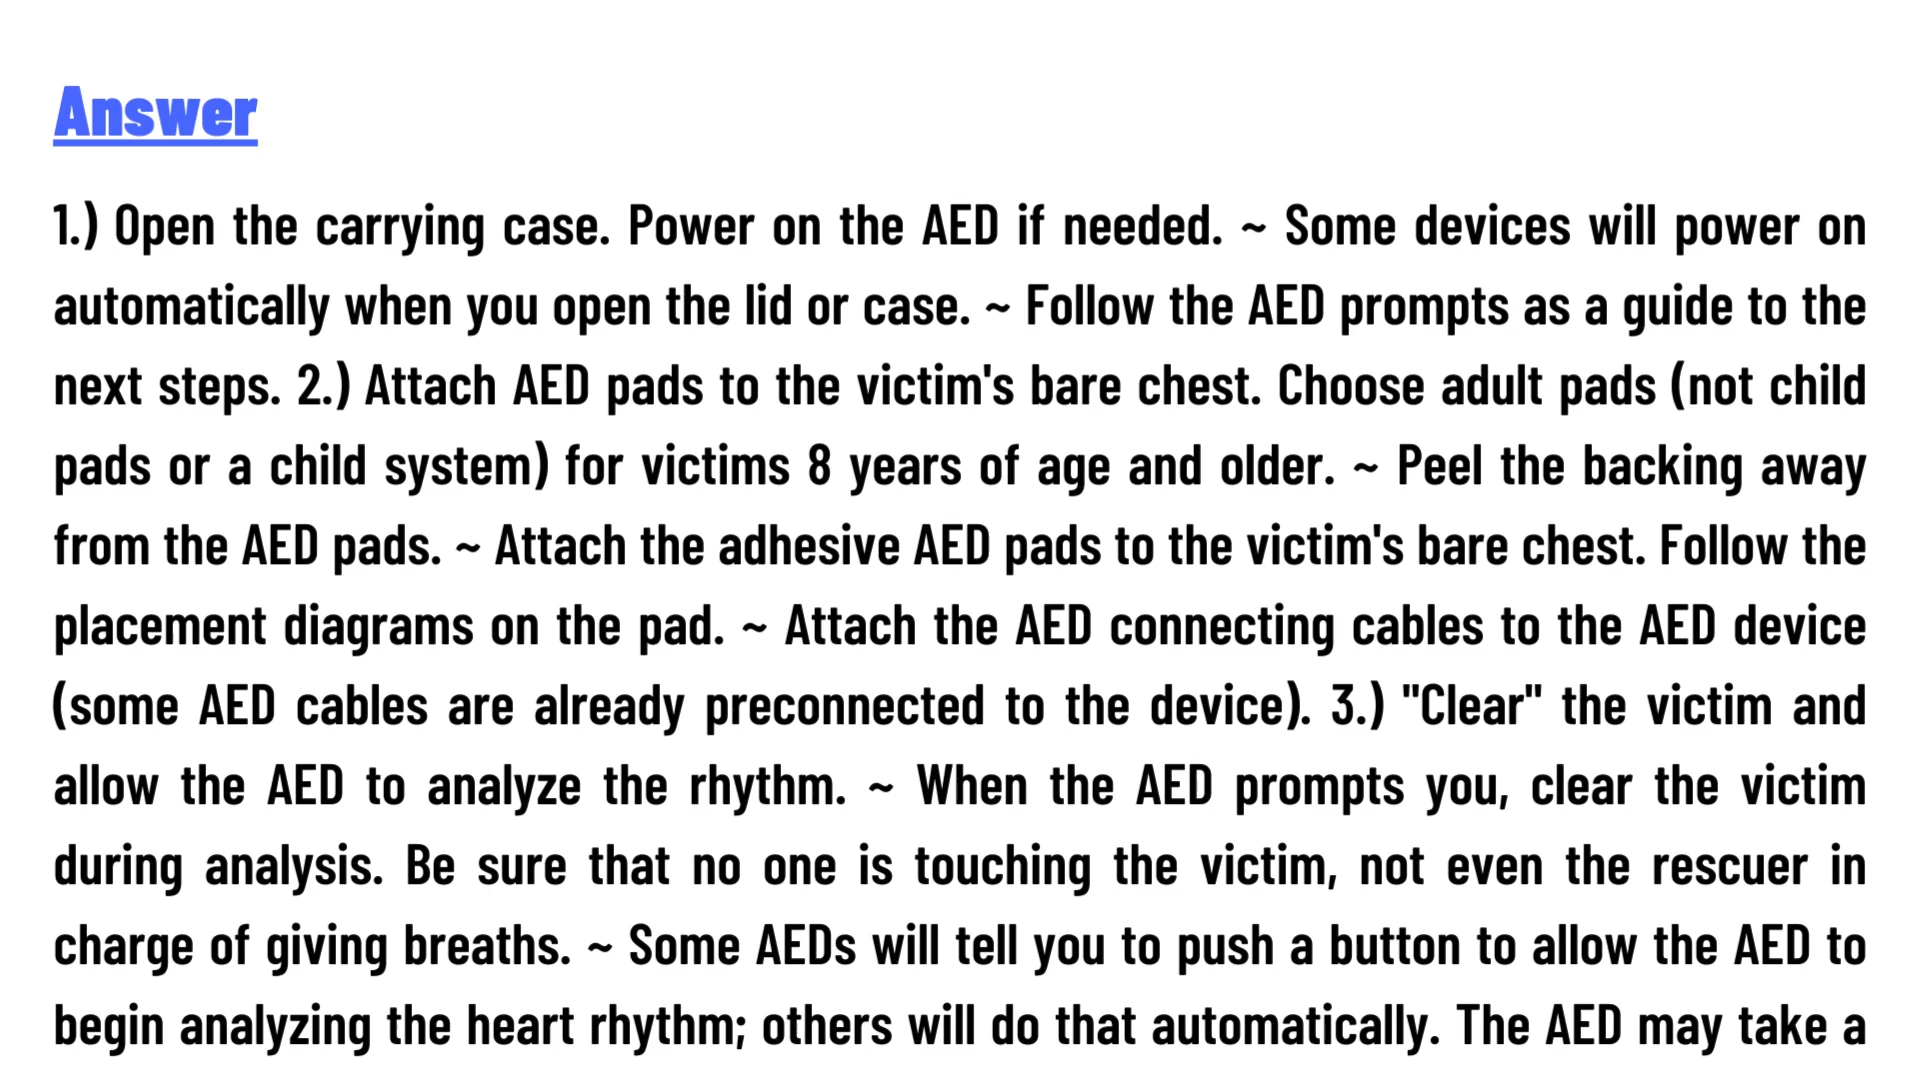 Answer
1.) Open the carrying case. Power on the AED if needed. ~ Some devices will power on
automatically when you open the lid or case. ~ Follow the AED prompts as a guide to the
next steps. 2.) Attach AED pads to the victim's bare chest. Choose adult pads (not child
pads or a child system) for victims 8 years of age and older. ~ Peel the backing away
from the AED pads. ~ Attach the adhesive AED pads to the victim's bare chest. Follow the
placement diagrams on the pad. ~ Attach the AED connecting cables to the AED device
(some AED cables are already preconnected to the device). 3.) "Clear" the victim and
allow the AED to analyze the rhythm. ~ When the AED prompts you, clear the victim
during analysis. Be sure that no one is touching the victim, not even the rescuer in
charge of giving breaths. ~ Some AEDs will tell you to push a button to allow the AED to
begin analyzing the heart rhythm; others will do that automatically. The AED may take a